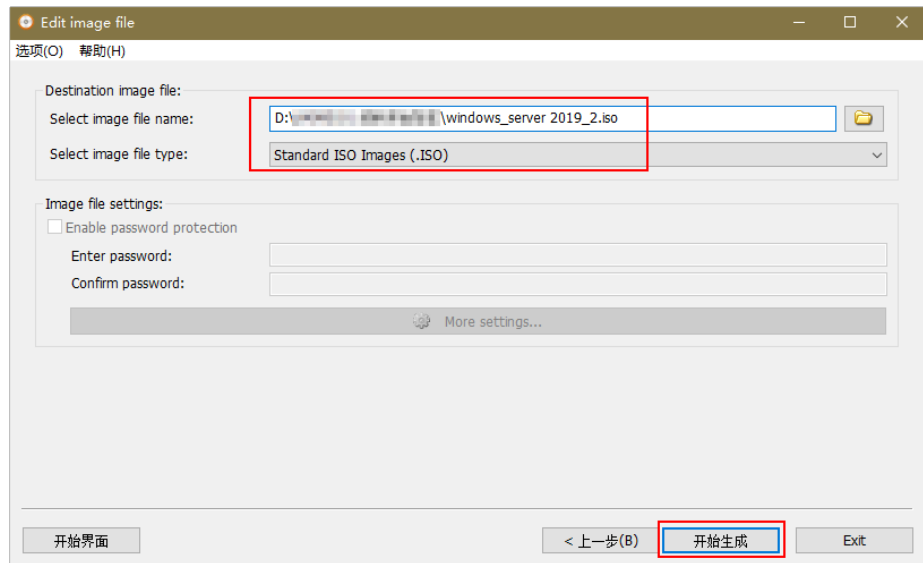 Edit image file
选项(O) 帮助(H)
Destination image file:
Select image file name: D:\ \windows_server 2019_2.iso
Select image file type: Standard ISO Images (.ISO)
Image file settings:
Enable password protection
Enter password:
Confirm password:
More settings...
开始界面 < 上一步(B) 开始生成 Exit